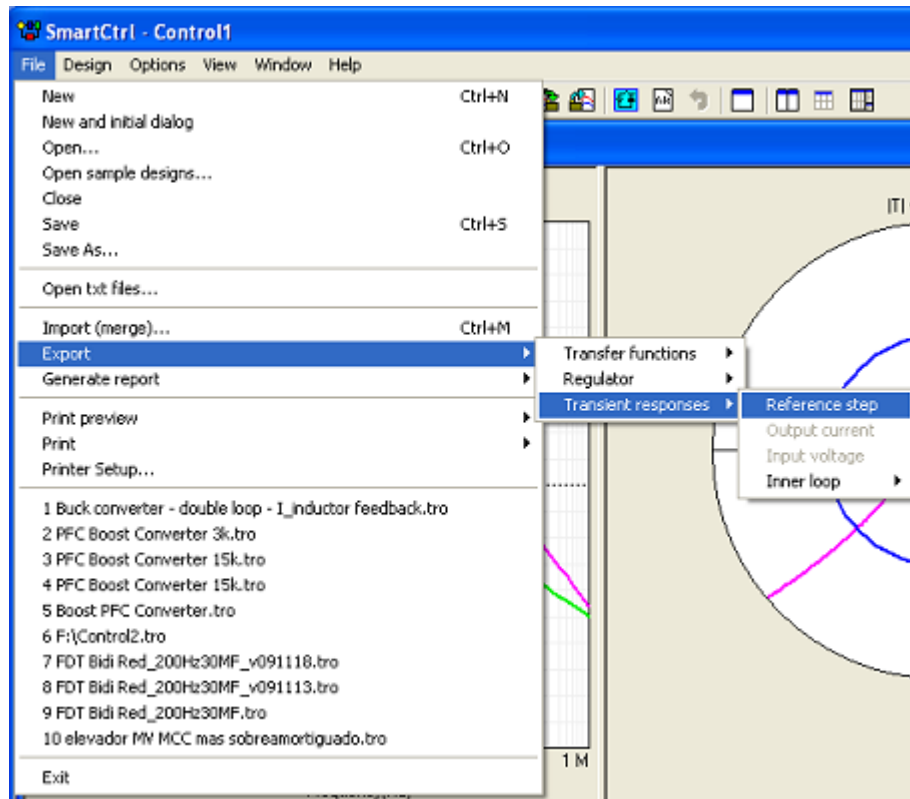 SmartCtrl - Control1
File Design Options View Window Help
New Ctrl+N
New and initial dialog
Open... Ctrl+O
Open sample designs...
Close
Save Ctrl+S
Save As...
Open txt files...
Import (merge)... Ctrl+M
Export
Generate report
Print preview
Print
Printer Setup...
1 Buck converter - double loop - I_inductor feedback.tro
2 PFC Boost Converter 3k.tro
3 PFC Boost Converter 15k.tro
4 PFC Boost Converter 15k.tro
5 Boost PFC Converter.tro
6 F:\Control2.tro
7 FDT Bidi Red_200Hz30MF_v091118.tro
8 FDT Bidi Red_200Hz30MF_v091113.tro
9 FDT Bidi Red_200Hz30MF.tro
10 elevador MV MCC mas sobreamortiguado.tro
Exit
Transfer functions
Regulator
Transient responses
Reference step
Output current
Input voltage
Inner loop
|T|
1 M